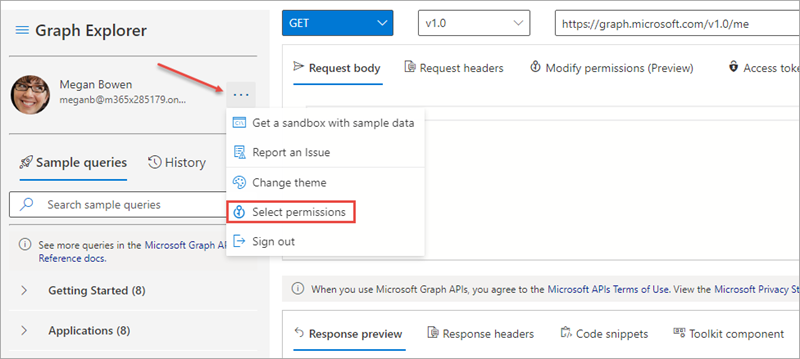 Graph Explorer
GET
v1.0
https://graph.microsoft.com/v1.0/me
Megan Bowen
meganb@m365x285179.on...
...
Request body
Request headers
Modify permissions (Preview)
Access token
Get a sandbox with sample data
Report an Issue
Change theme
Select permissions
Sign out
Sample queries
History
Search sample queries
See more queries in the Microsoft Graph AP
Reference docs.
Getting Started (8)
Applications (8)
When you use Microsoft Graph APIs, you agree to the Microsoft APIs Terms of Use. View the Microsoft Privacy St
Response preview
Response headers
Code snippets
Toolkit component